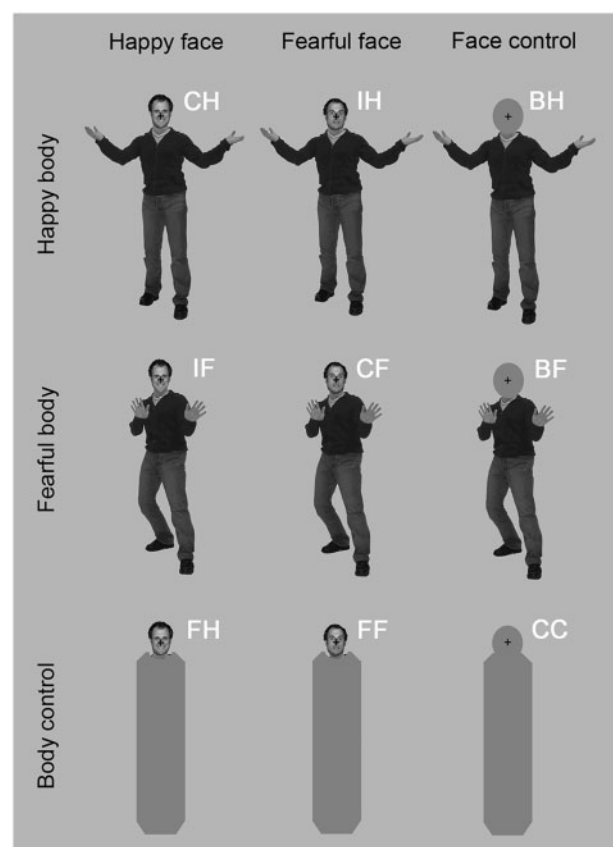 Happy face Fearful face Face control
Happy body
CH IH BH
Fearful body
IF CF BF
Body control
FH FF CC